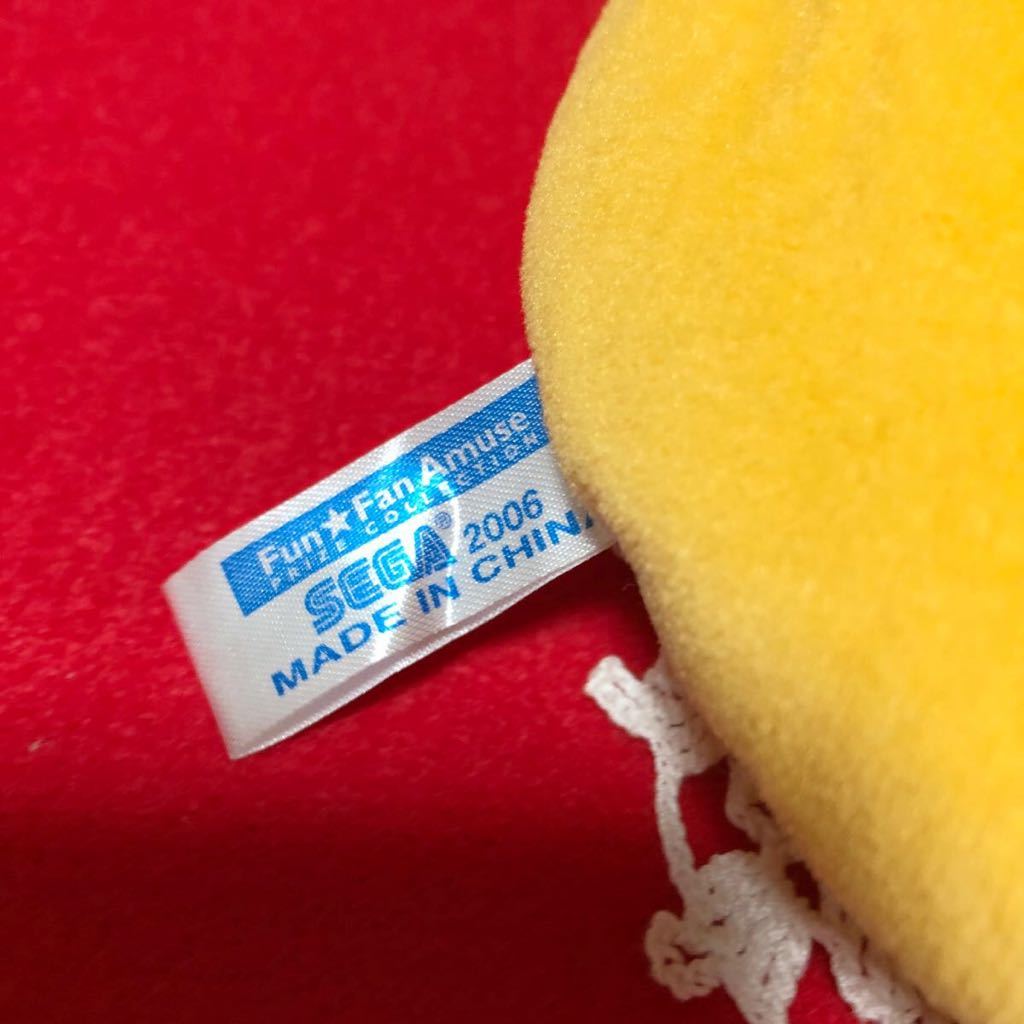 Fun★Fan Amuse
COLLECTION
SEGA® 2006
MADE IN CHINA